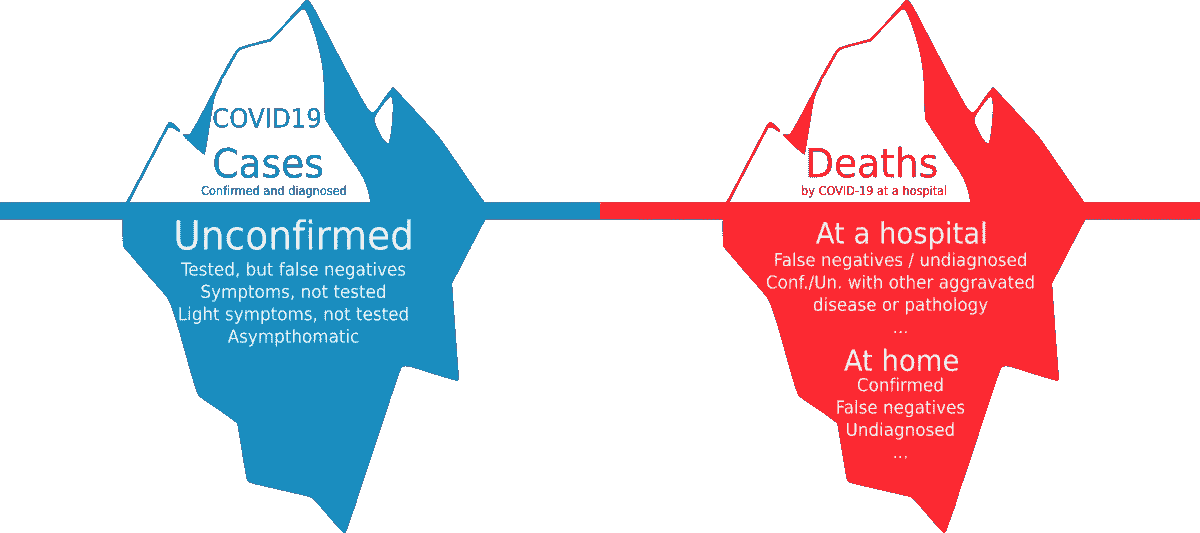 COVID19
Cases
Confirmed and diagnosed
Unconfirmed
Tested, but false negatives
Symptoms, not tested
Light symptoms, not tested
Asympthomatic
Deaths
by COVID-19 at a hospital
At a hospital
False negatives / undiagnosed
Conf./Un. with other aggravated
disease or pathology
...
At home
Confirmed
False negatives
Undiagnosed
...